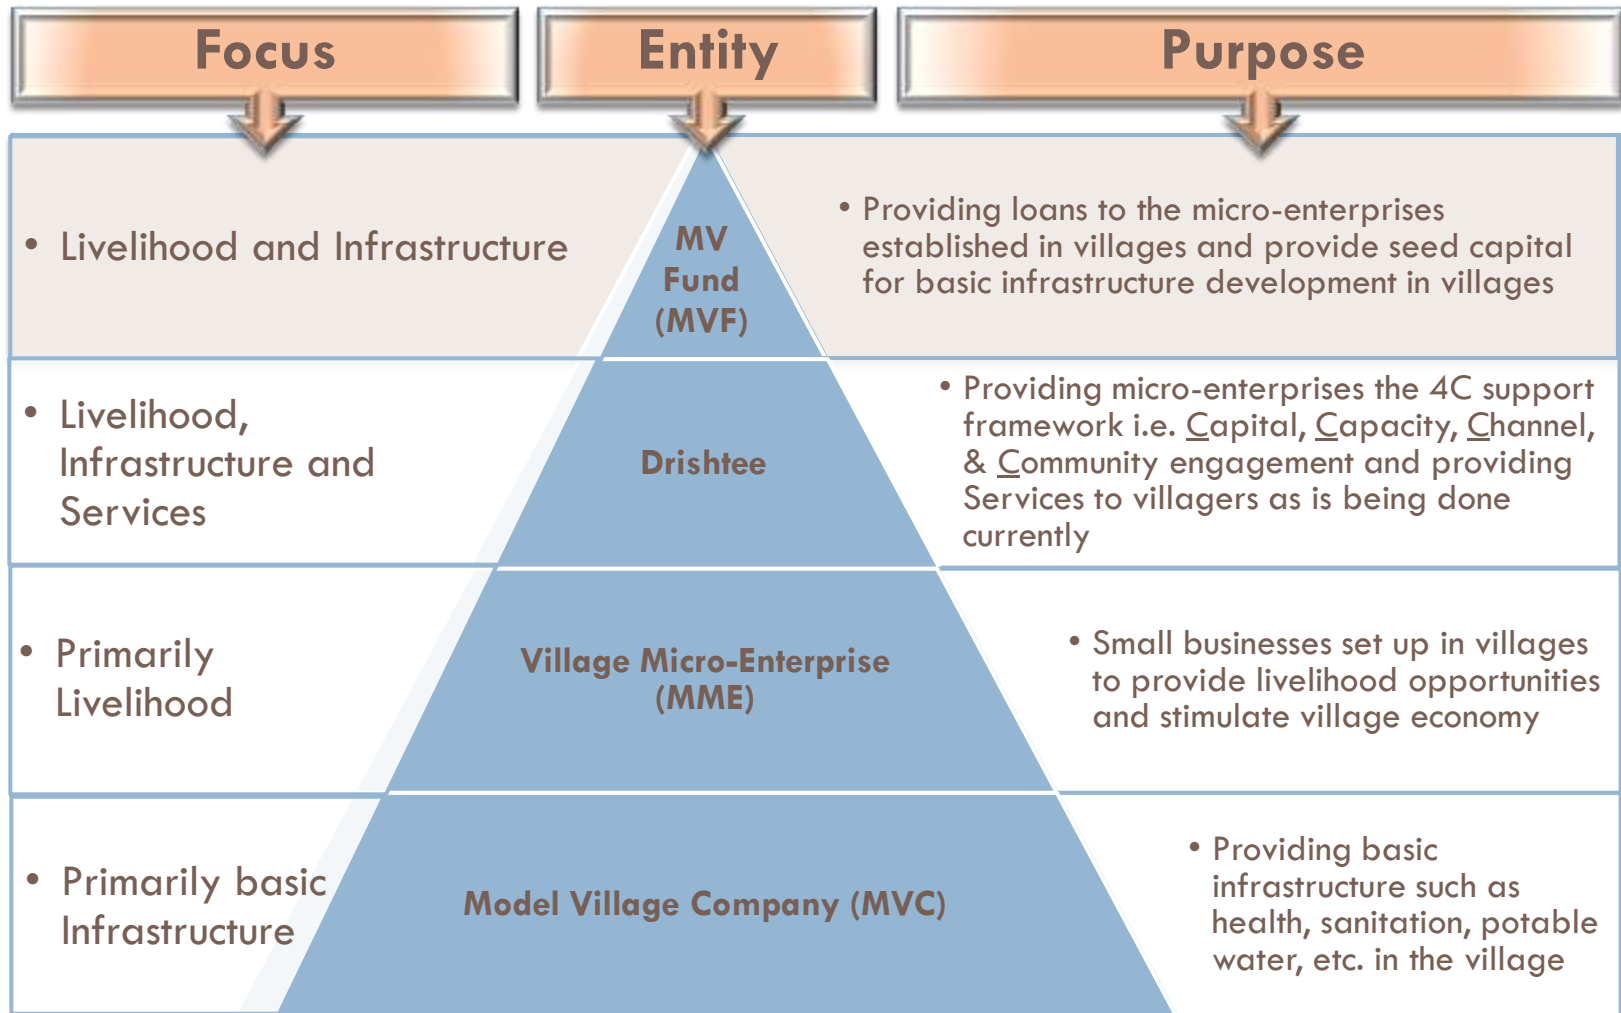 Focus
Entity
Purpose
• Livelihood and Infrastructure
MV
Fund
(MVF)
• Providing loans to the micro-enterprises
established in villages and provide seed capital
for basic infrastructure development in villages
• Livelihood,
Infrastructure and
Services
Drishtee
• Providing micro-enterprises the 4C support
framework i.e. Capital, Capacity, Channel,
& Community engagement and providing
Services to villagers as is being done
currently
• Primarily
Livelihood
Village Micro-Enterprise
(MME)
• Small businesses set up in villages
to provide livelihood opportunities
and stimulate village economy
• Primarily basic
Infrastructure
Model Village Company (MVC)
• Providing basic
infrastructure such as
health, sanitation, potable
water, etc. in the village